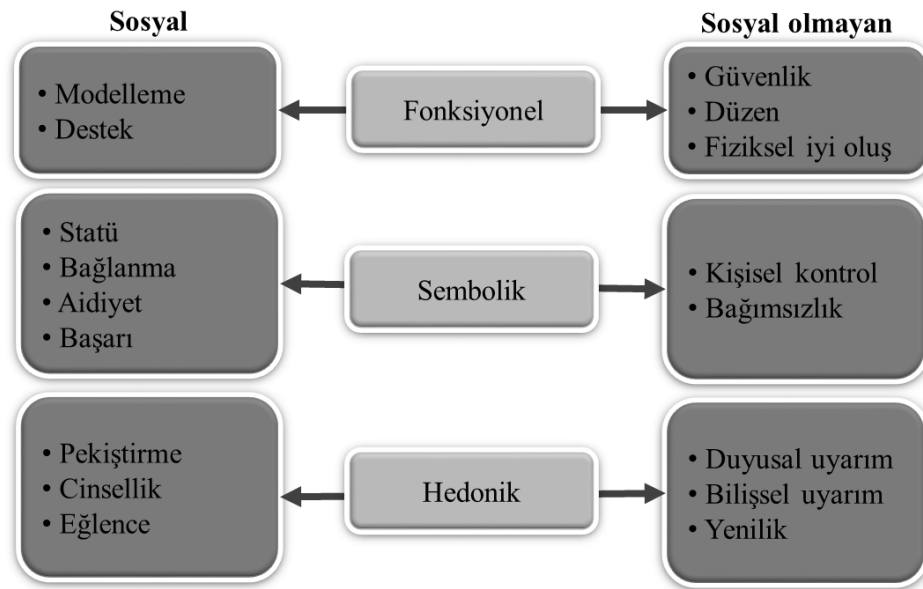 Sosyal
Sosyal olmayan
• Modelleme
• Destek
Fonksiyonel
• Güvenlik
• Düzen
• Fiziksel iyi oluş
• Statü
• Bağlanma
• Aidiyet
• Başarı
Sembolik
• Kişisel kontrol
• Bağımsızlık
• Pekiştirme
• Cinsellik
• Eğlence
Hedonik
• Duyusal uyarım
• Bilişsel uyarım
• Yenilik